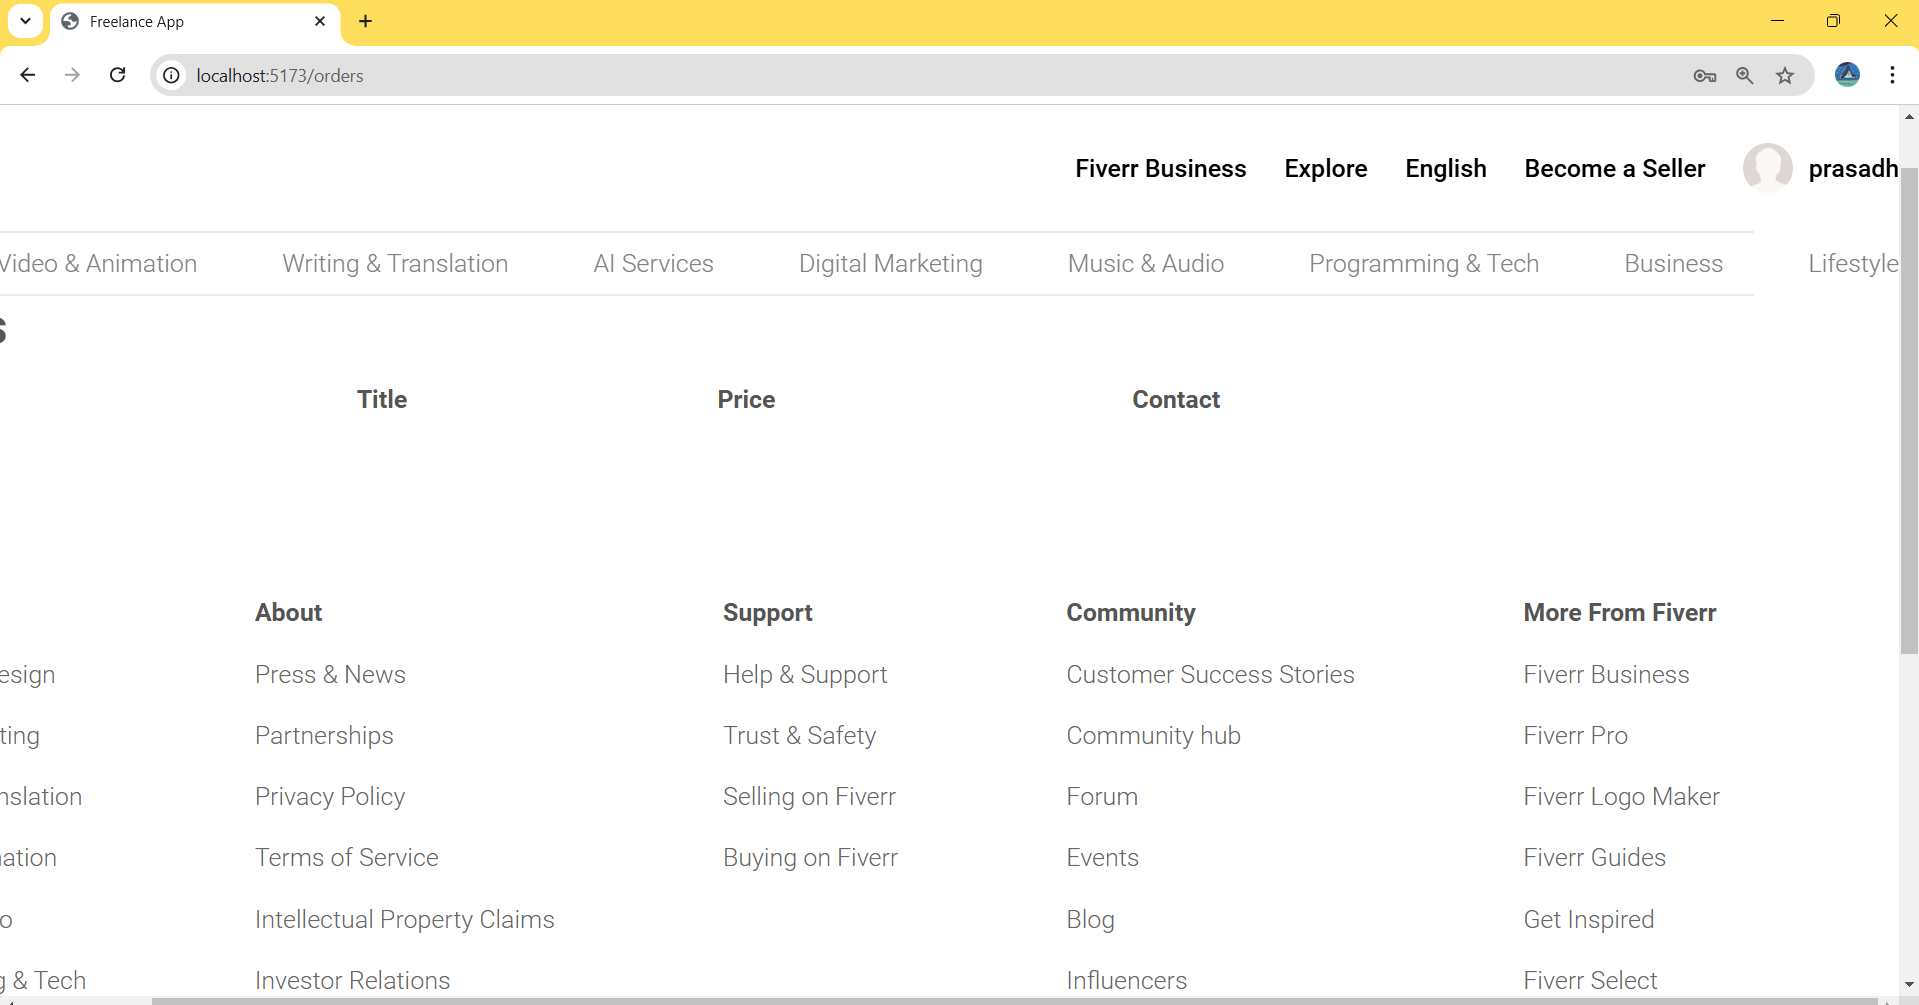 Freelance App
localhost:5173/orders
Fiverr Business Explore English Become a Seller prasadh
Video & Animation Writing & Translation AI Services Digital Marketing Music & Audio Programming & Tech Business Lifestyle
s
Title Price Contact
About Support Community More From Fiverr
esign Press & News Help & Support Customer Success Stories Fiverr Business
ting Partnerships Trust & Safety Community hub Fiverr Pro
nslation Privacy Policy Selling on Fiverr Forum Fiverr Logo Maker
ation Terms of Service Buying on Fiverr Events Fiverr Guides
o Intellectual Property Claims Blog Get Inspired
g & Tech Investor Relations Influencers Fiverr Select